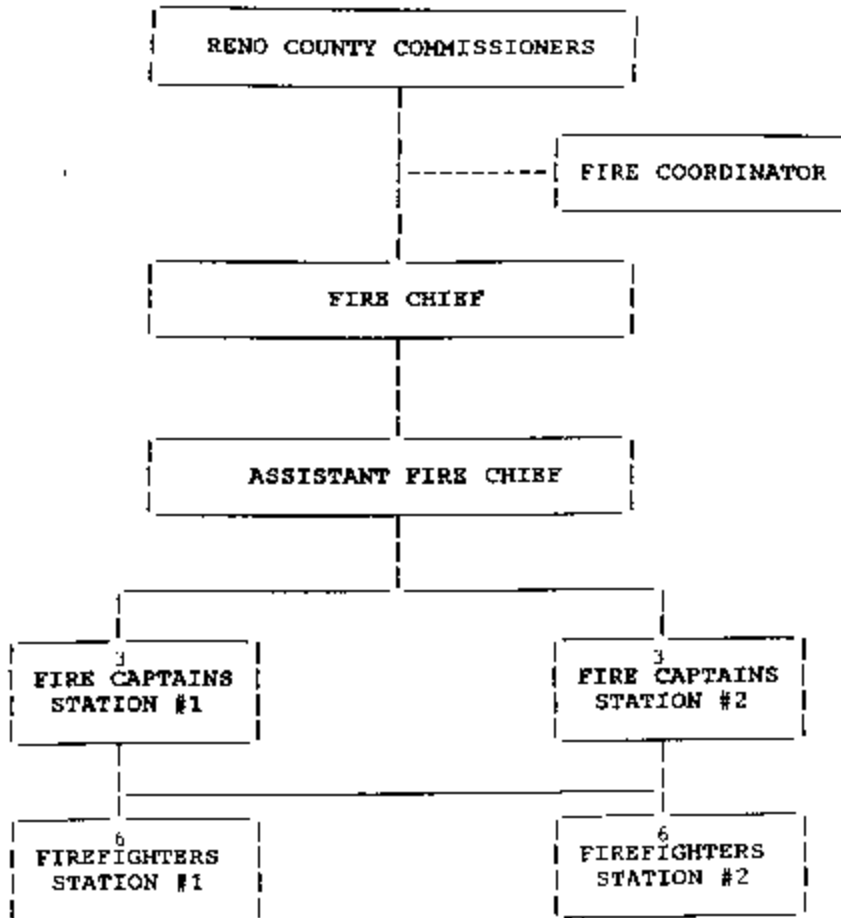 RENO COUNTY COMMISSIONERS
FIRE COORDINATOR
FIRE CHIEF
ASSISTANT FIRE CHIEF
3
FIRE CAPTAINS
STATION #1
3
FIRE CAPTAINS
STATION #2
6
FIREFIGHTERS
STATION #1
6
FIREFIGHTERS
STATION #2